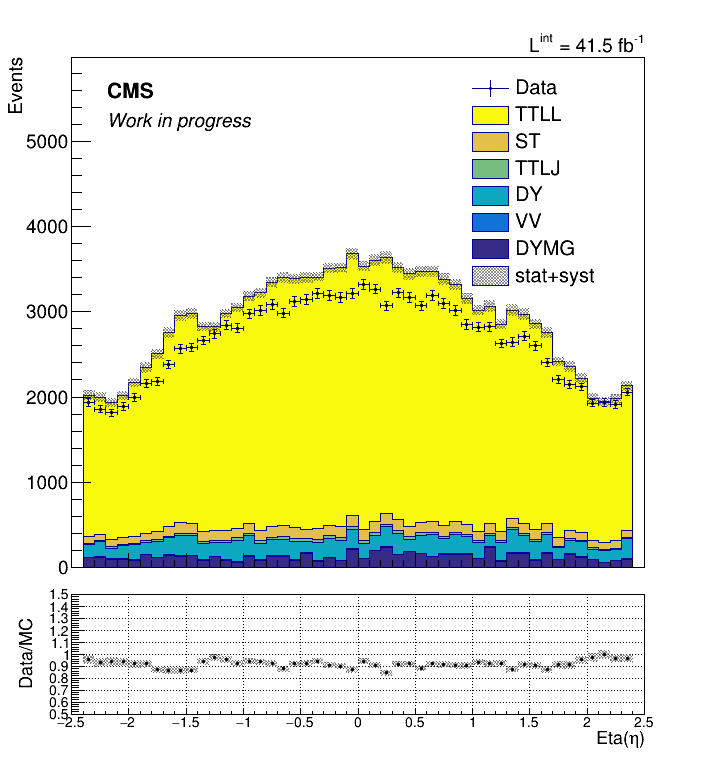 L^int = 41.5 fb^-1
Events
CMS
Work in progress
Data
TTLL
ST
TTLJ
DY
VV
DYMG
stat+syst
5000
4000
3000
2000
1000
0
Data/MC
1.5
1.4
1.3
1.2
1.1
1
0.9
0.8
0.7
0.6
0.5
−2.5 −2 −1.5 −1 −0.5 0 0.5 1 1.5 2 2.5
Eta(η)